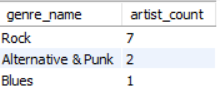 genre_name artist_count
Rock 7
Alternative & Punk 2
Blues 1